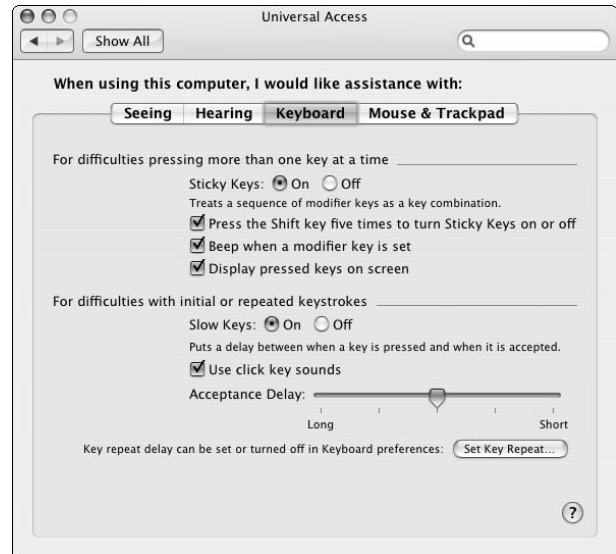 Universal Access
Show All
When using this computer, I would like assistance with:
Seeing Hearing Keyboard Mouse & Trackpad
For difficulties pressing more than one key at a time
Sticky Keys: On Off
Treats a sequence of modifier keys as a key combination.
Press the Shift key five times to turn Sticky Keys on or off
Beep when a modifier key is set
Display pressed keys on screen
For difficulties with initial or repeated keystrokes
Slow Keys: On Off
Puts a delay between when a key is pressed and when it is accepted.
Use click key sounds
Acceptance Delay:
Long Short
Key repeat delay can be set or turned off in Keyboard preferences: Set Key Repeat...
?